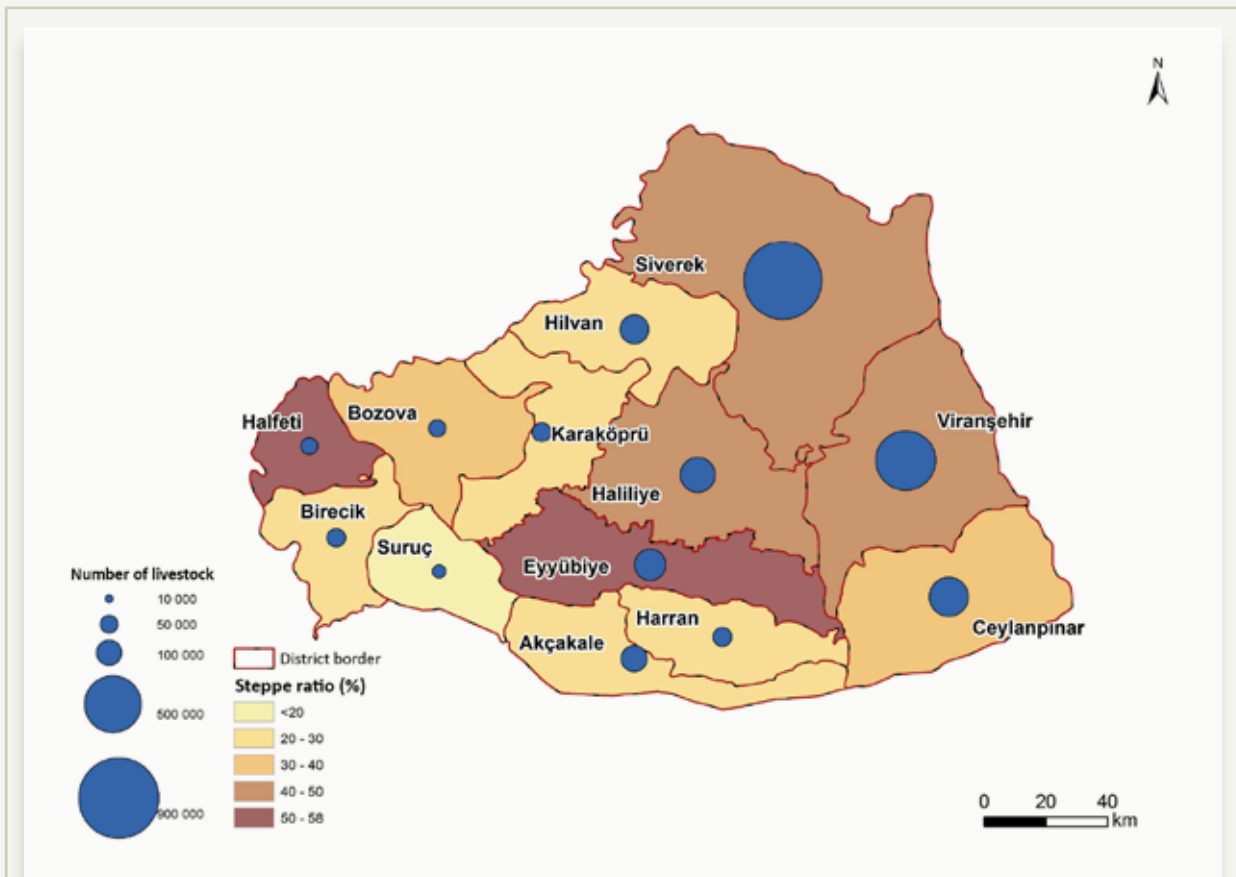 N
Siverek
Hilvan
Viranşehir
Bozova
Halfeti
Karaköprü
Haliliye
Birecik
Suruç
Eyyübiye
Harran
Ceylanpınar
Akçakale
Number of livestock
10 000
50 000
100 000
500 000
900 000
District border
Steppe ratio (%)
<20
20 - 30
30 - 40
40 - 50
50 - 58
0 20 40
km